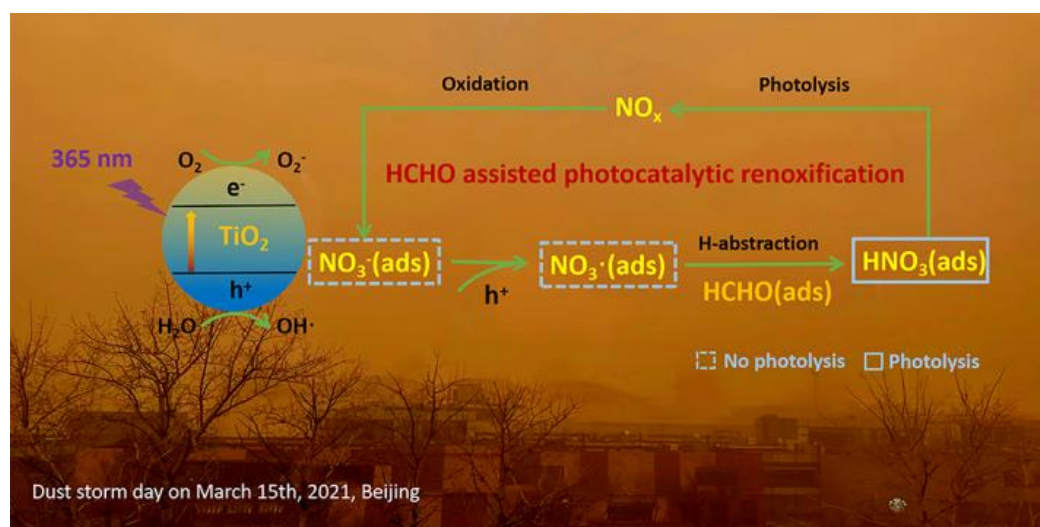 Oxidation
Photolysis
NOₓ
365 nm
O₂ O₂⁻
HCHO assisted photocatalytic renoxification
e⁻
TiO₂
NO₃⁻(ads)
h⁺
NO₃·(ads)
H-abstraction
HCHO(ads)
HNO₃(ads)
h⁺
H₂O OH·
No photolysis Photolysis
Dust storm day on March 15th, 2021, Beijing